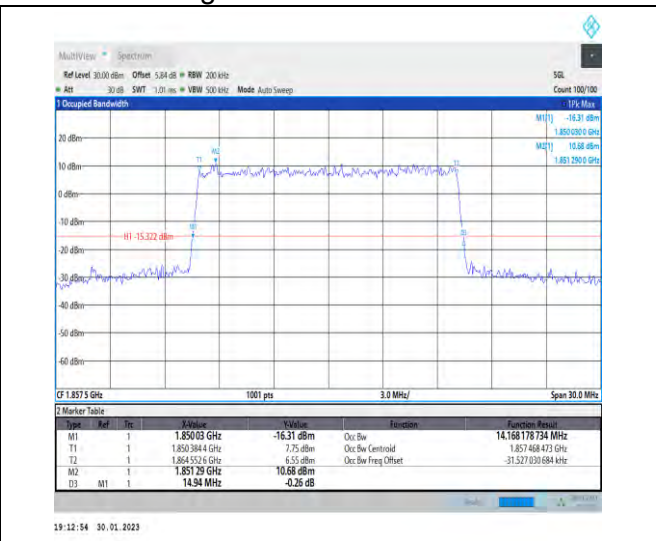 MultiView Spectrum
Ref Level 30.00 dBm Offset 5.84 dB RBW 200 kHz SGL
Att 30 dB SWT 1.01 ms VBW 500 kHz Mode Auto Sweep Count 100/100
1 Occupied Bandwidth 1Pk Max
M1[1] -16.31 dBm
1.850 030 0 GHz
M2[1] 10.68 dBm
1.851 290 0 GHz
20 dBm
M2
T1
10 dBm
0 dBm
-10 dBm
H1 -15.322 dBm
-20 dBm
-30 dBm
-40 dBm
-50 dBm
-60 dBm
CF 1.857 5 GHz 1001 pts 3.0 MHz/ Span 30.0 MHz
2 Marker Table
Type Ref Trc X-Value Y-Value Function Function Result
M1 1 1.850 03 GHz -16.31 dBm Occ Bw 14.168 178 734 MHz
T1 1 1.850 384 4 GHz 7.75 dBm Occ Bw Centroid 1.857 468 473 GHz
T2 1 1.864 552 6 GHz 6.55 dBm Occ Bw Freq Offset -31.527 030 684 kHz
M2 1 1.851 29 GHz 10.68 dBm
D3 M1 1 14.94 MHz -0.26 dB
19:12:54 30.01.2023